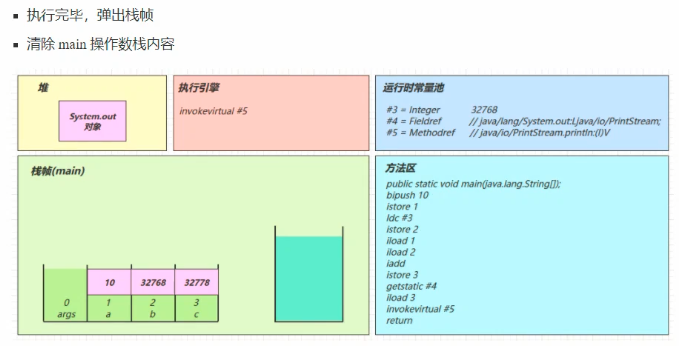 执行完毕，弹出栈帧
清除 main 操作数栈内容
堆
System.out
对象
执行引擎
invokevirtual #5
运行时常量池
#3 = Integer 32768
#4 = Fieldref // java/lang/System.out:Ljava/io/PrintStream;
#5 = Methodref // java/io/PrintStream.println:(I)V
栈帧(main)
10 32768 32778
0 1 2 3
args a b c
方法区
public static void main(java.lang.String[]);
bipush 10
istore 1
ldc #3
istore 2
iload 1
iload 2
iadd
istore 3
getstatic #4
iload 3
invokevirtual #5
return